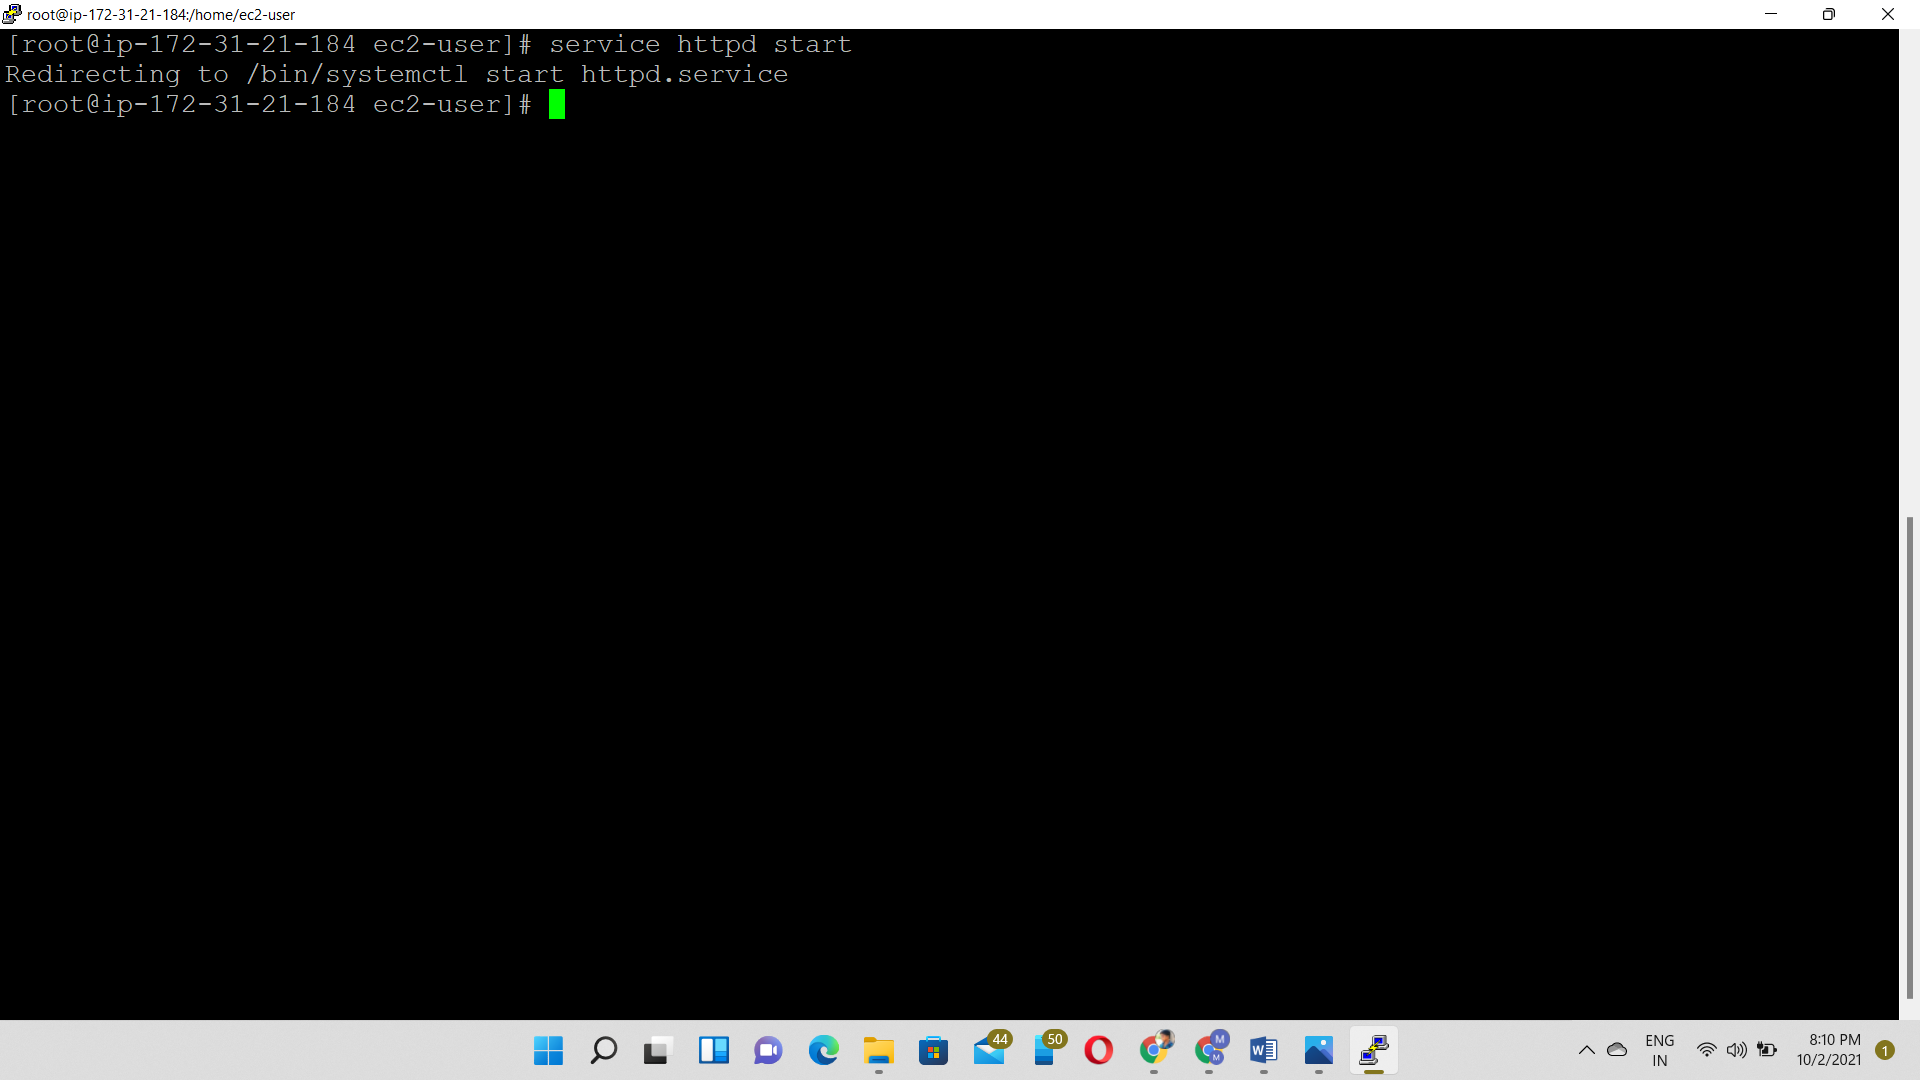 root@ip-172-31-21-184:/home/ec2-user
[root@ip-172-31-21-184 ec2-user]# service httpd start
Redirecting to /bin/systemctl start httpd.service
[root@ip-172-31-21-184 ec2-user]#
44
50
M
M
W
ENG
IN
8:10 PM
10/2/2021
1